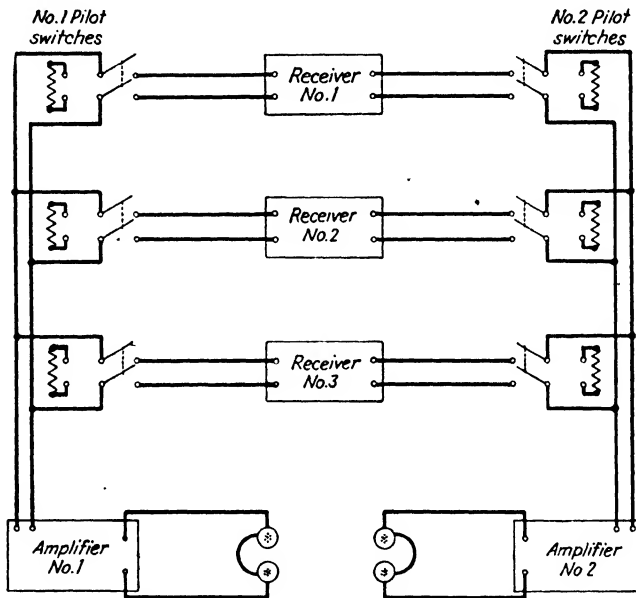 No.1 Pilot
switches
No.2 Pilot
switches
Receiver
No.1
Receiver
No.2
Receiver
No.3
Amplifier
No.1
Amplifier
No 2